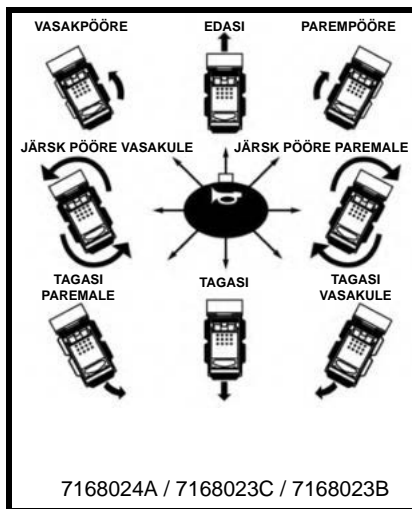 VASAKPÖÖRE EDASI PAREMPÖÖRE
JÄRSK PÖÖRE VASAKULE JÄRSK PÖÖRE PAREMALE
TAGASI PAREMALE
TAGASI
TAGASI VASAKULE
7168024A / 7168023C / 7168023B